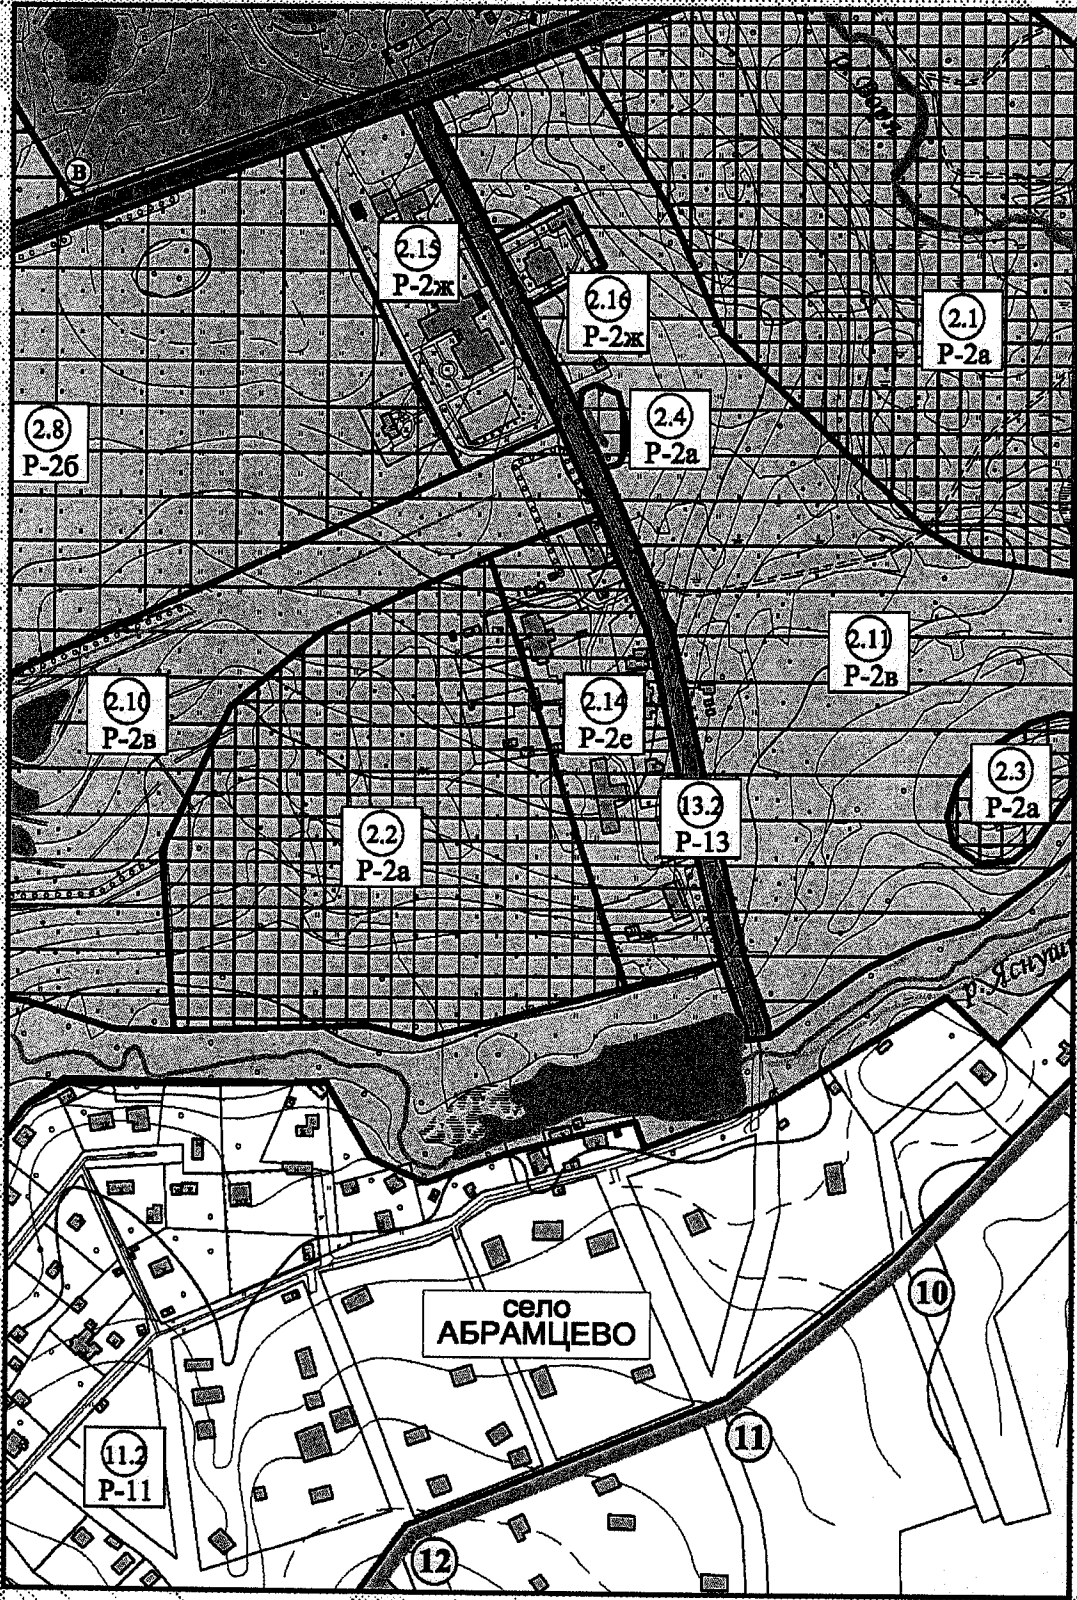 В
р. Воря
2.15
Р-2ж
2.16
Р-2ж
2.1
Р-2а
2.8
Р-2б
2.4
Р-2а
2.11
Р-2в
2.10
Р-2в
2.14
Р-2е
2.3
Р-2а
13.2
Р-13
2.2
Р-2а
р. Яснуш
село
АБРАМЦЕВО
10
11
11.2
Р-11
12